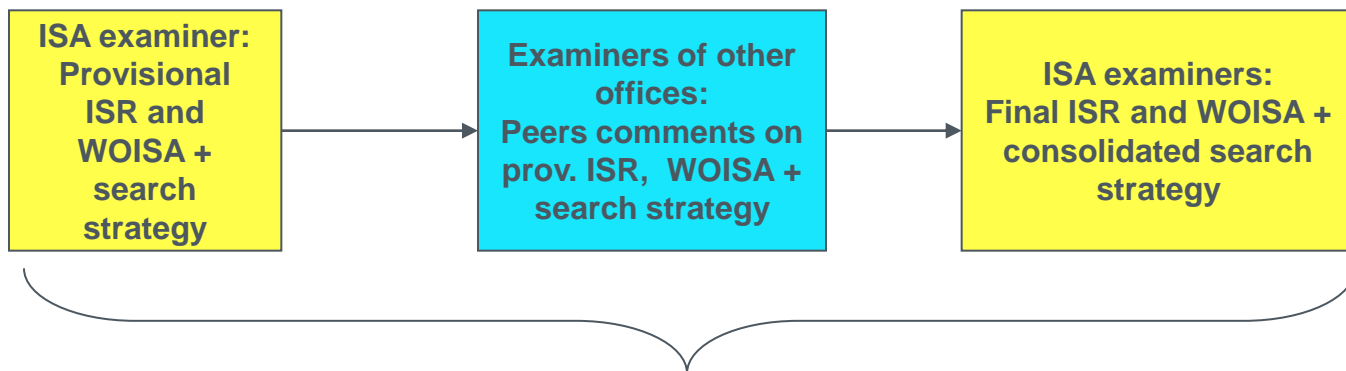 ISA examiner:
Provisional
ISR and
WOISA +
search
strategy
Examiners of other
offices:
Peers comments on
prov. ISR, WOISA +
search strategy
ISA examiners:
Final ISR and WOISA +
consolidated search
strategy